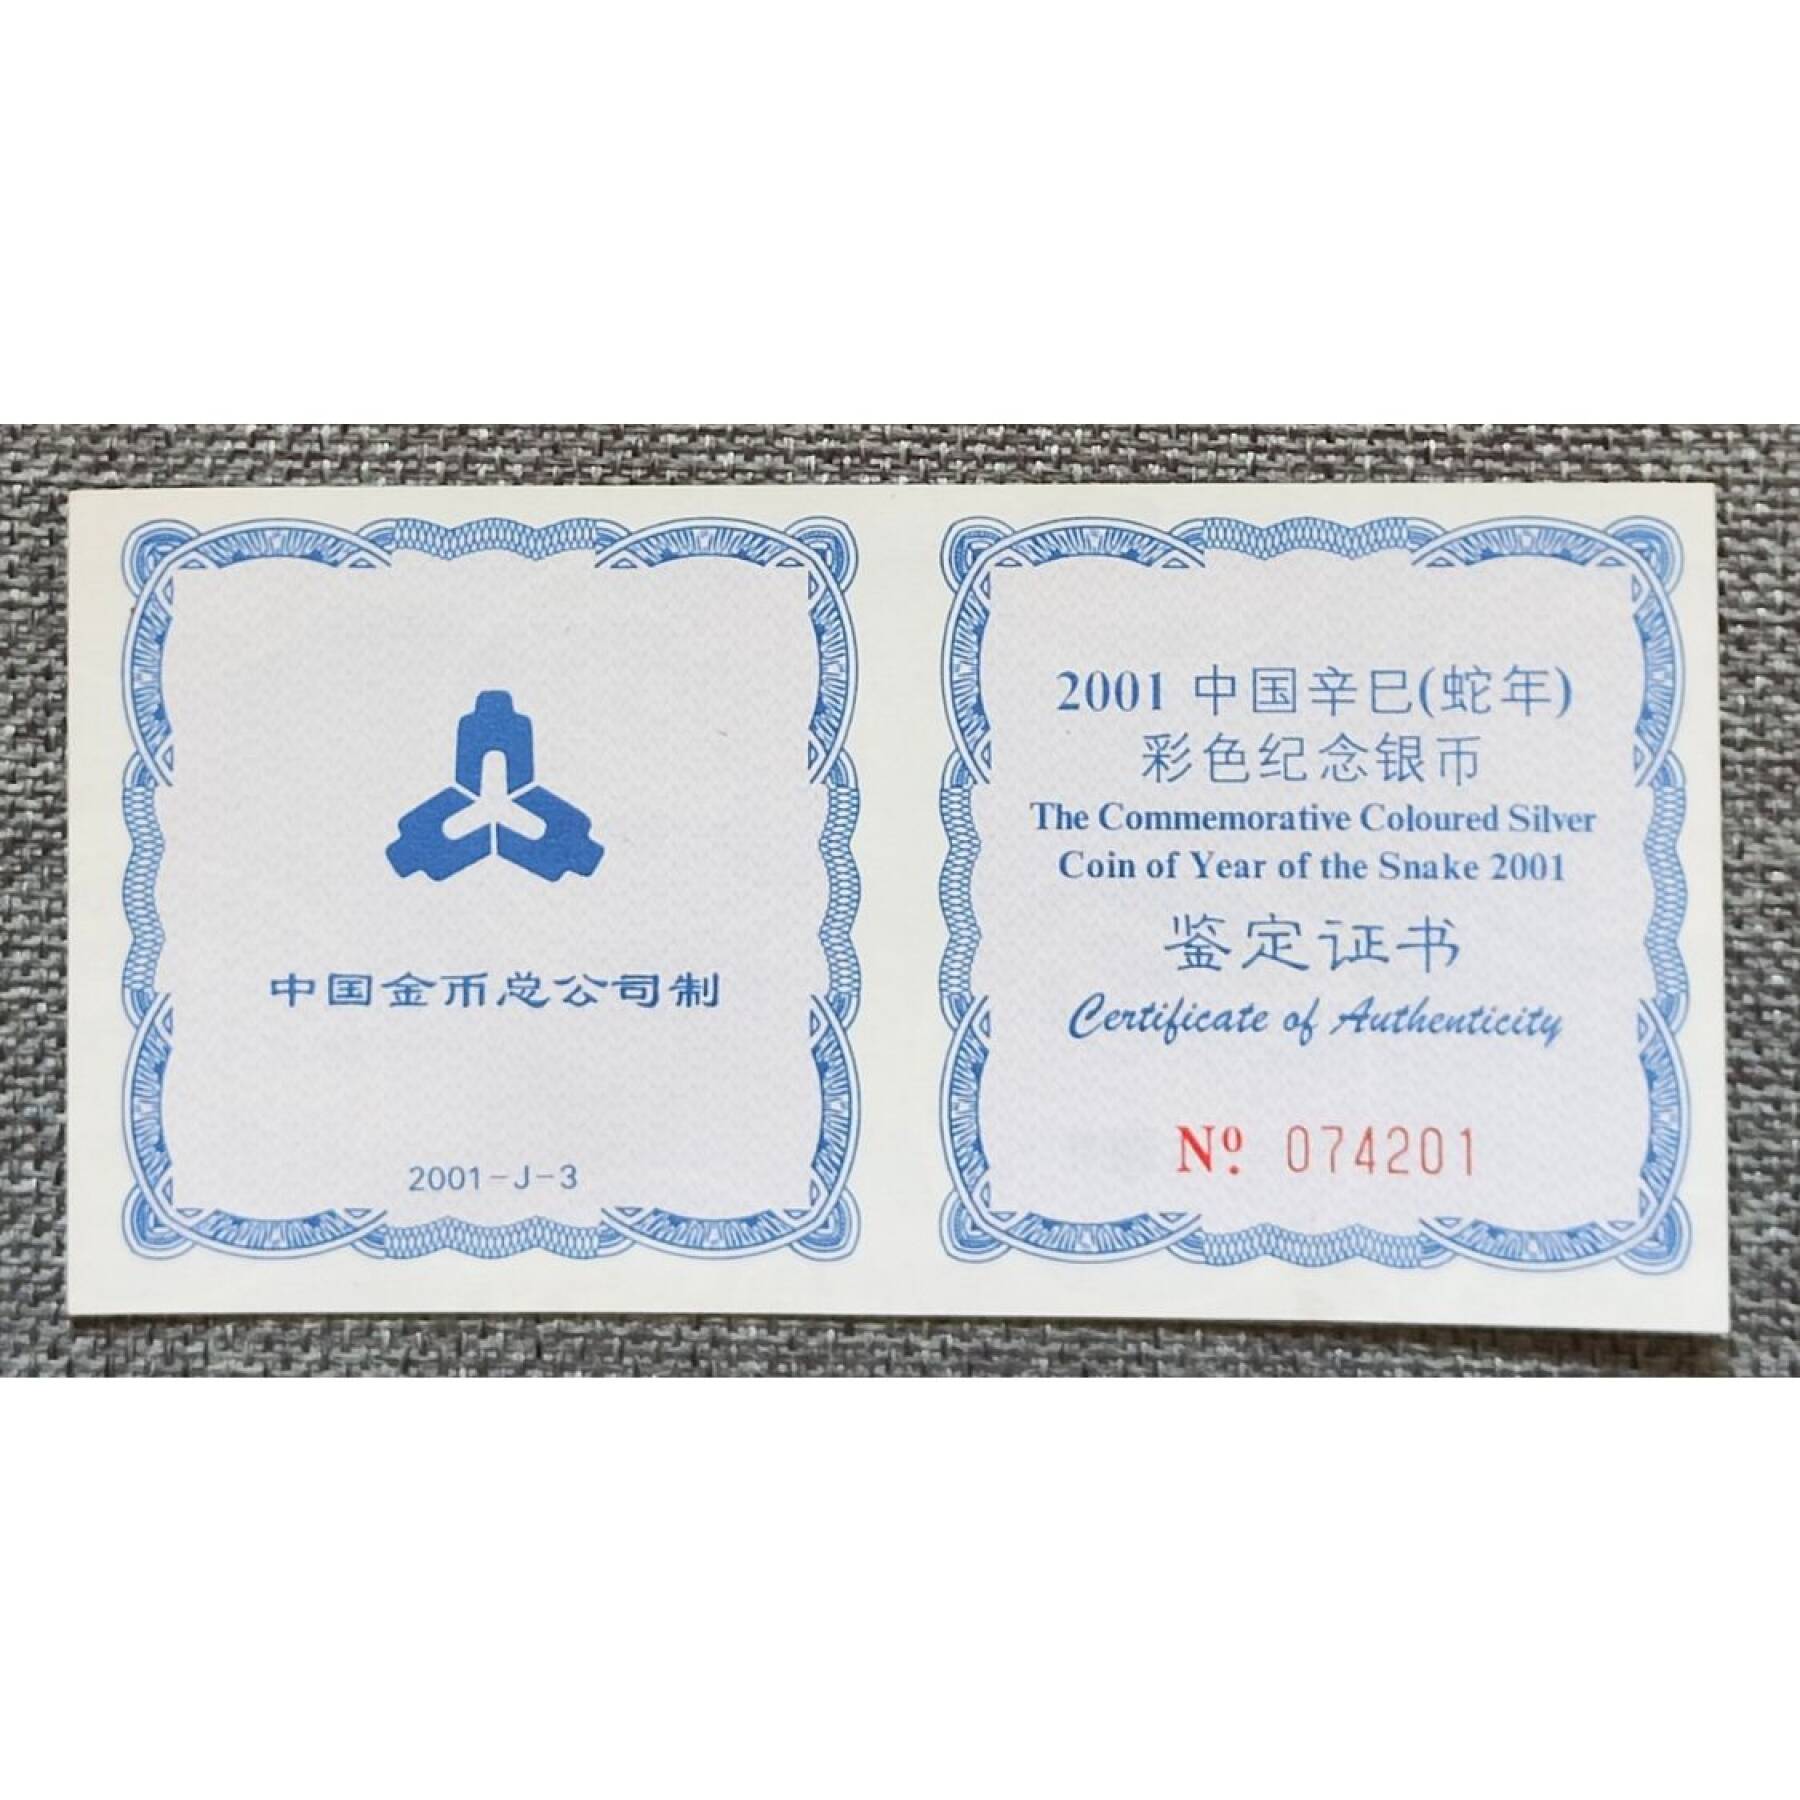 中国金币总公司制
2001-J-3
2001 中国辛巳(蛇年)
彩色纪念银币
The Commemorative Coloured Silver
Coin of Year of the Snake 2001
鉴定证书
Certificate of Authenticity
Nº. 074201